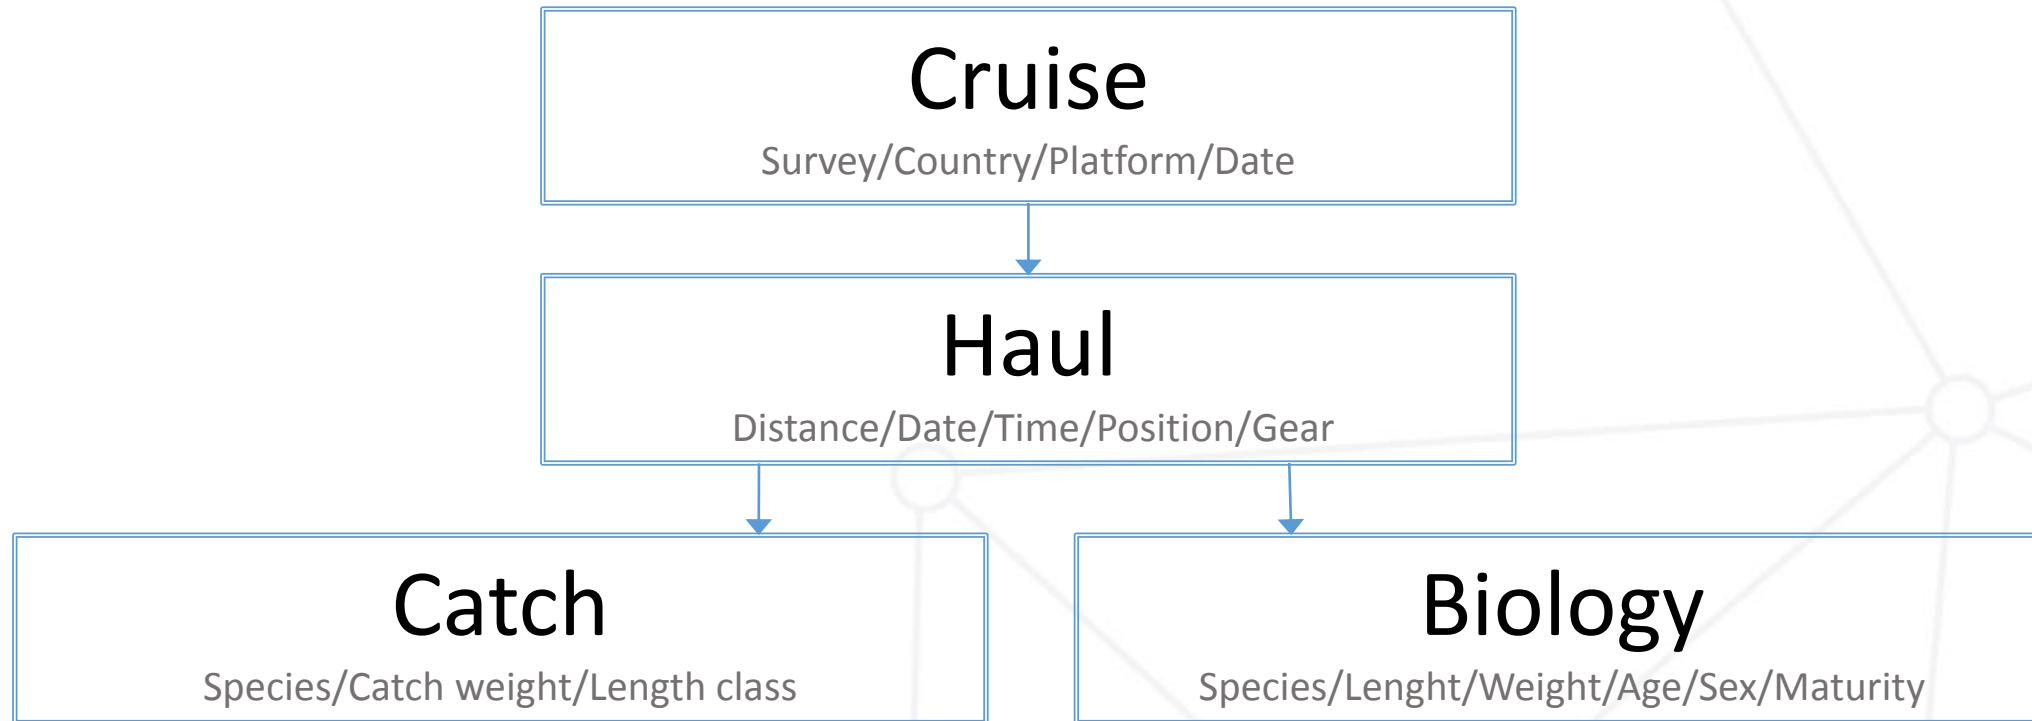 Cruise
Survey/Country/Platform/Date
Haul
Distance/Date/Time/Position/Gear
Catch
Species/Catch weight/Length class
Biology
Species/Lenght/Weight/Age/Sex/Maturity